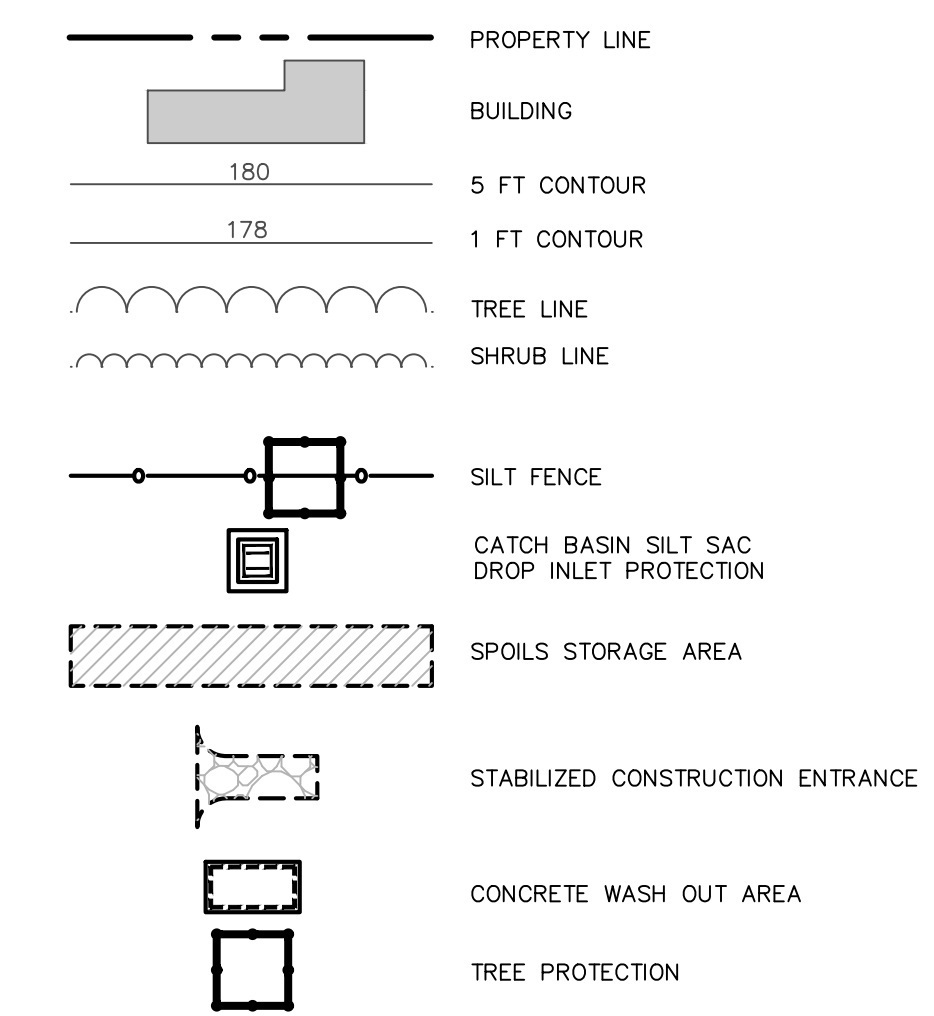 PROPERTY LINE
BUILDING
180
5 FT CONTOUR
178
1 FT CONTOUR
TREE LINE
SHRUB LINE
SILT FENCE
CATCH BASIN SILT SAC
DROP INLET PROTECTION
SPOILS STORAGE AREA
STABILIZED CONSTRUCTION ENTRANCE
CONCRETE WASH OUT AREA
TREE PROTECTION